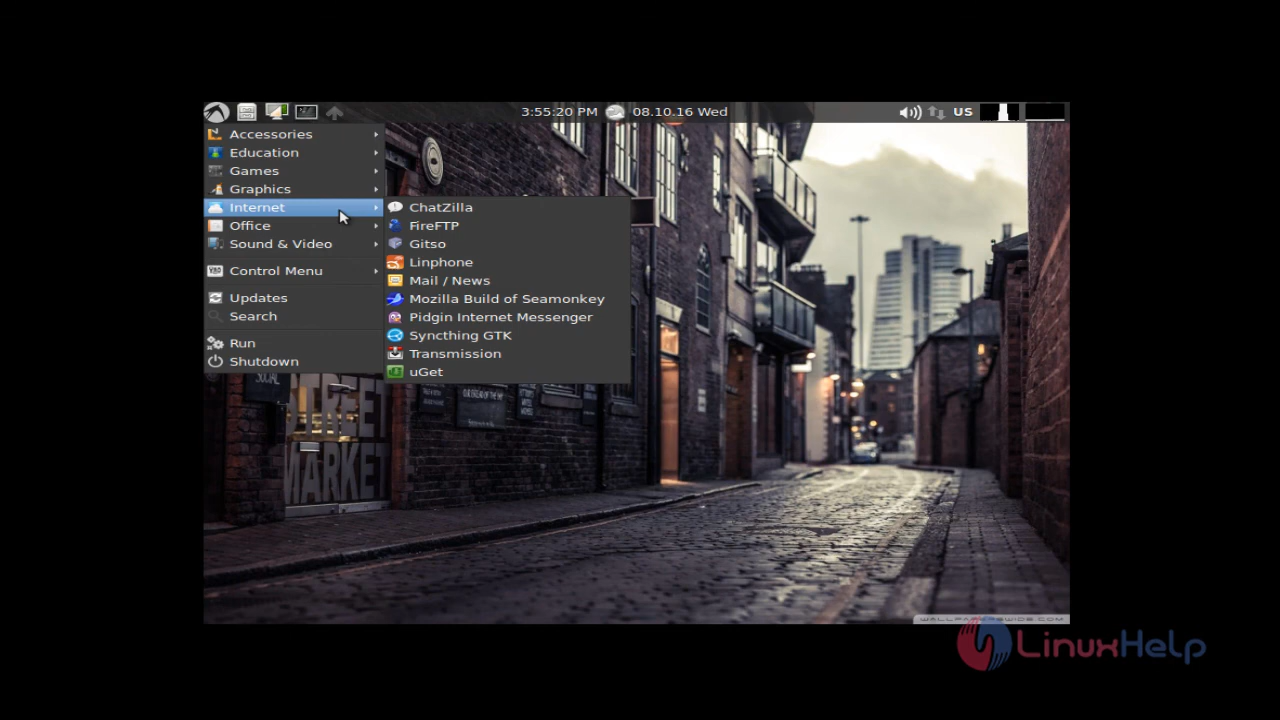 3:55:20 PM 08.10.16 Wed US
Accessories
Education
Games
Graphics
Internet
Office
Sound & Video
Control Menu
Updates
Search
Run
Shutdown
ChatZilla
FireFTP
Gitso
Linphone
Mail / News
Mozilla Build of Seamonkey
Pidgin Internet Messenger
Syncthing GTK
Transmission
uGet
SOCIAL
STREET
MARKET
LinuxHelp